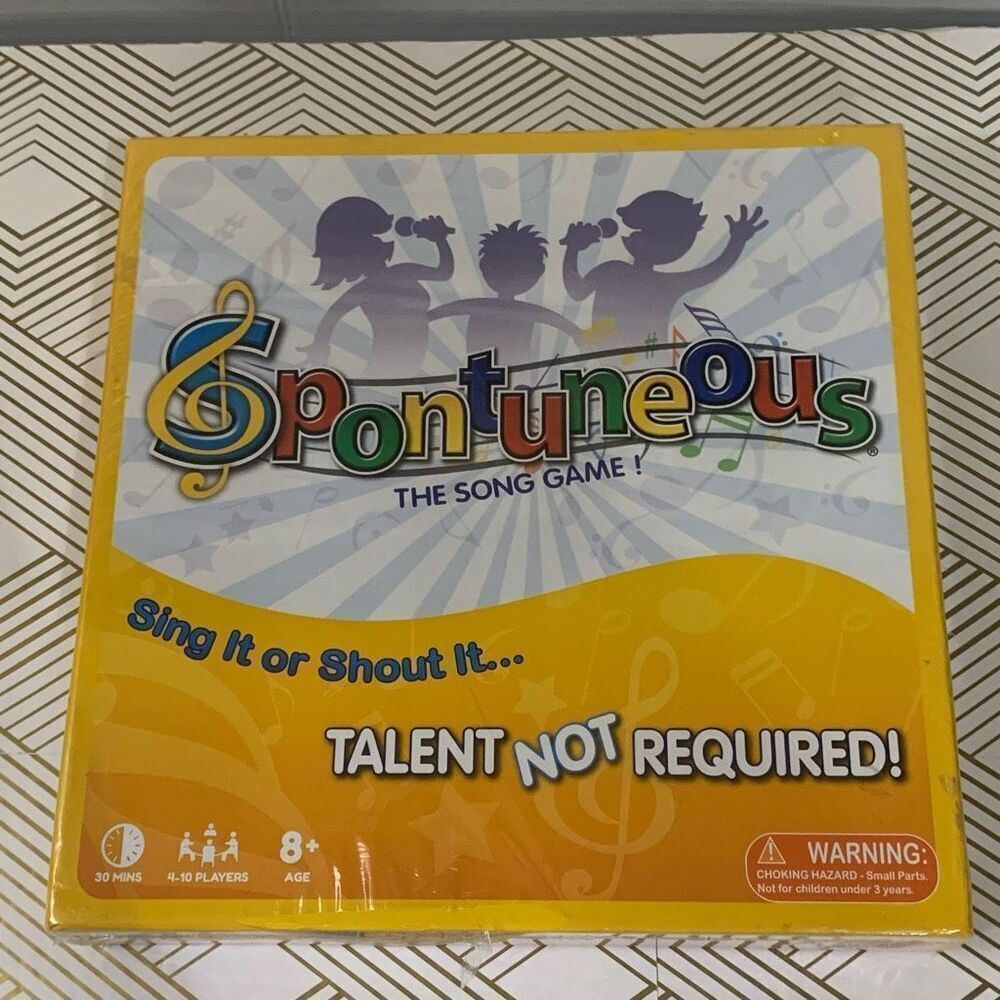 Spontuneous®
THE SONG GAME!
Sing It or Shout It...
TALENT NOT REQUIRED!
30 MINS
4-10 PLAYERS
8+
AGE
WARNING:
CHOKING HAZARD - Small Parts.
Not for children under 3 years.